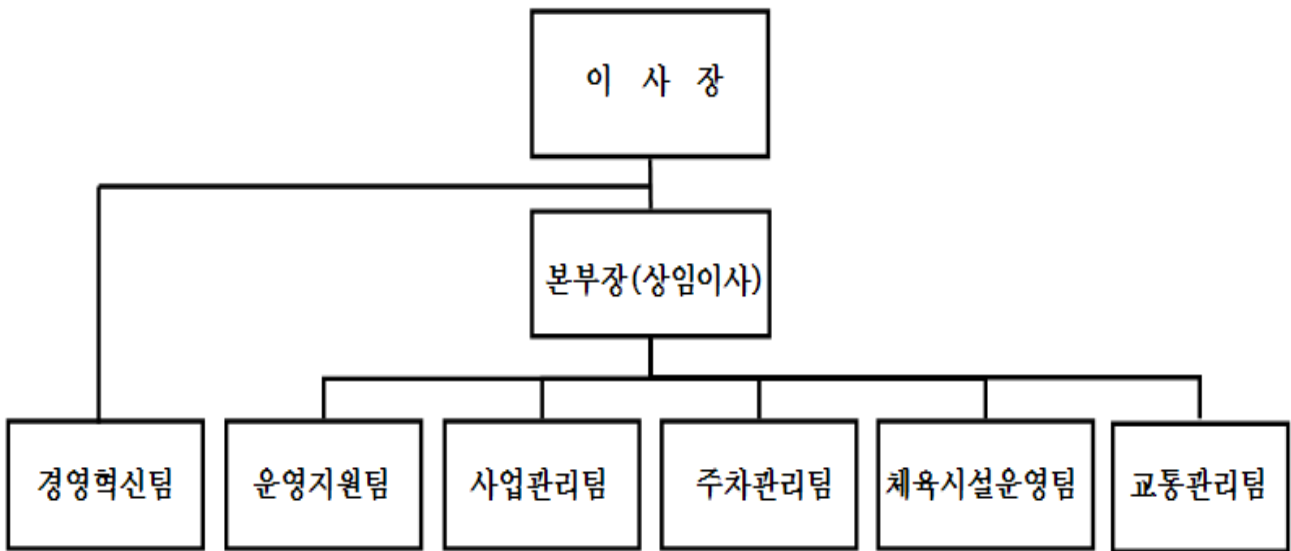 이 사 장
본부장(상임이사)
경영혁신팀
운영지원팀
사업관리팀
주차관리팀
체육시설운영팀
교통관리팀